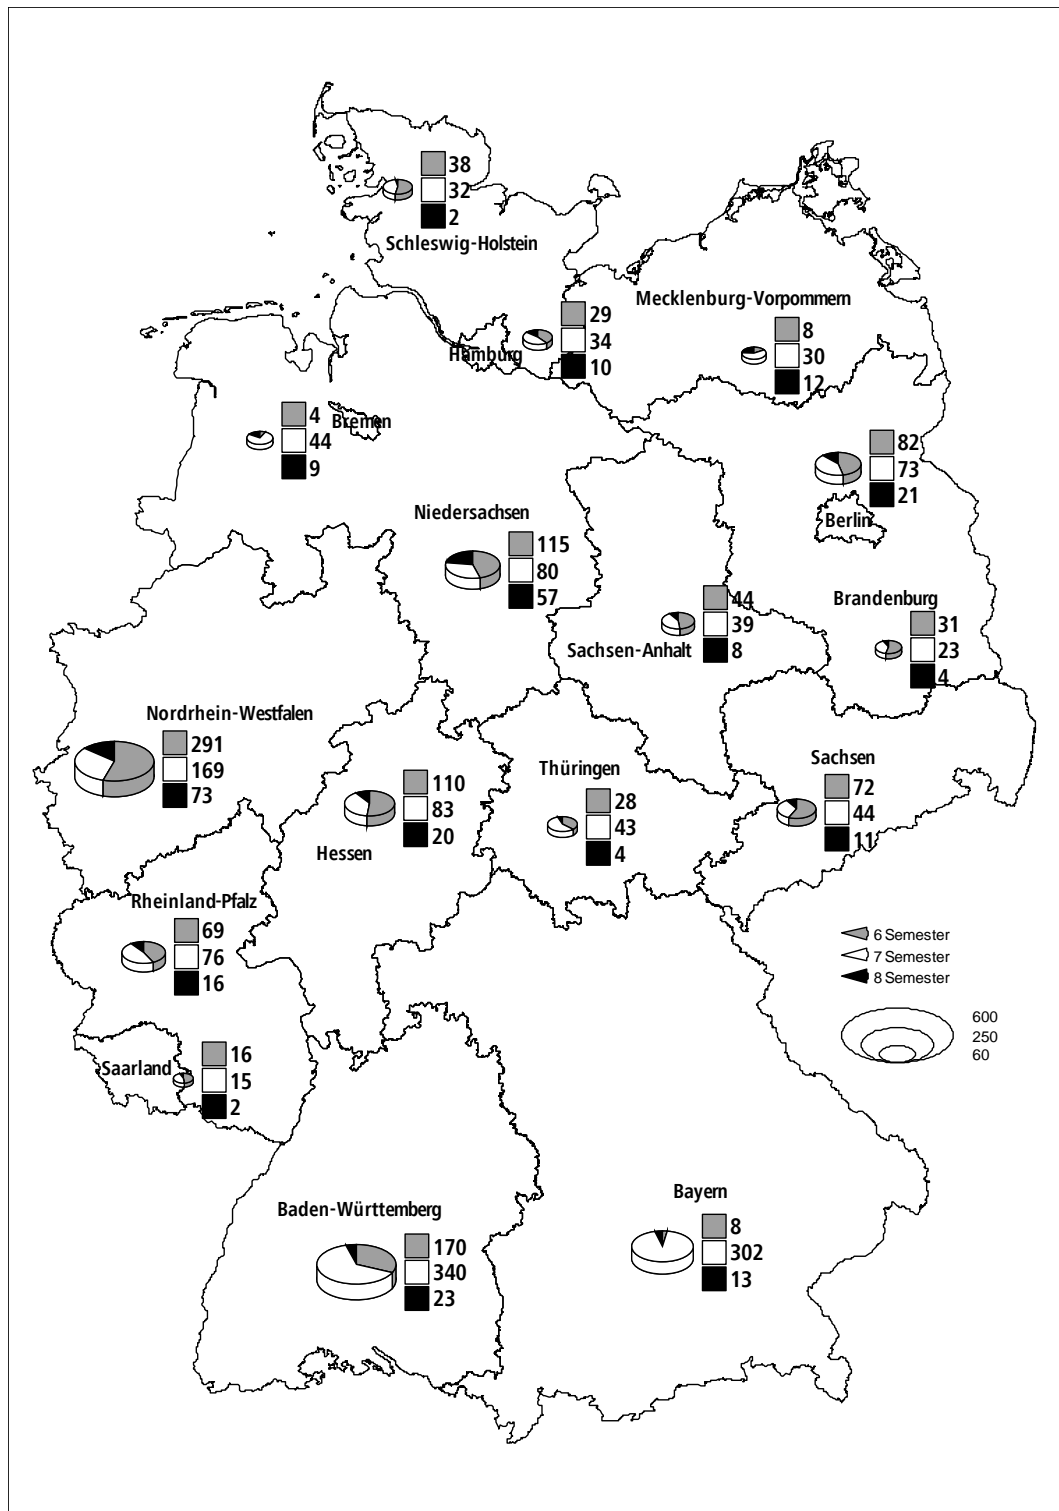 38
32
2
Schleswig-Holstein
Mecklenburg-Vorpommern
29
34
10
Hamburg
8
30
12
Bremen
4
44
9
82
73
21
Berlin
Niedersachsen
115
80
57
44
39
8
Sachsen-Anhalt
Brandenburg
31
23
4
Nordrhein-Westfalen
291
169
73
110
83
20
Hessen
Thüringen
28
43
4
Sachsen
72
44
11
Rheinland-Pfalz
69
76
16
6 Semester
7 Semester
8 Semester
600
250
60
Saarland
16
15
2
Baden-Württemberg
170
340
23
Bayern
8
302
13